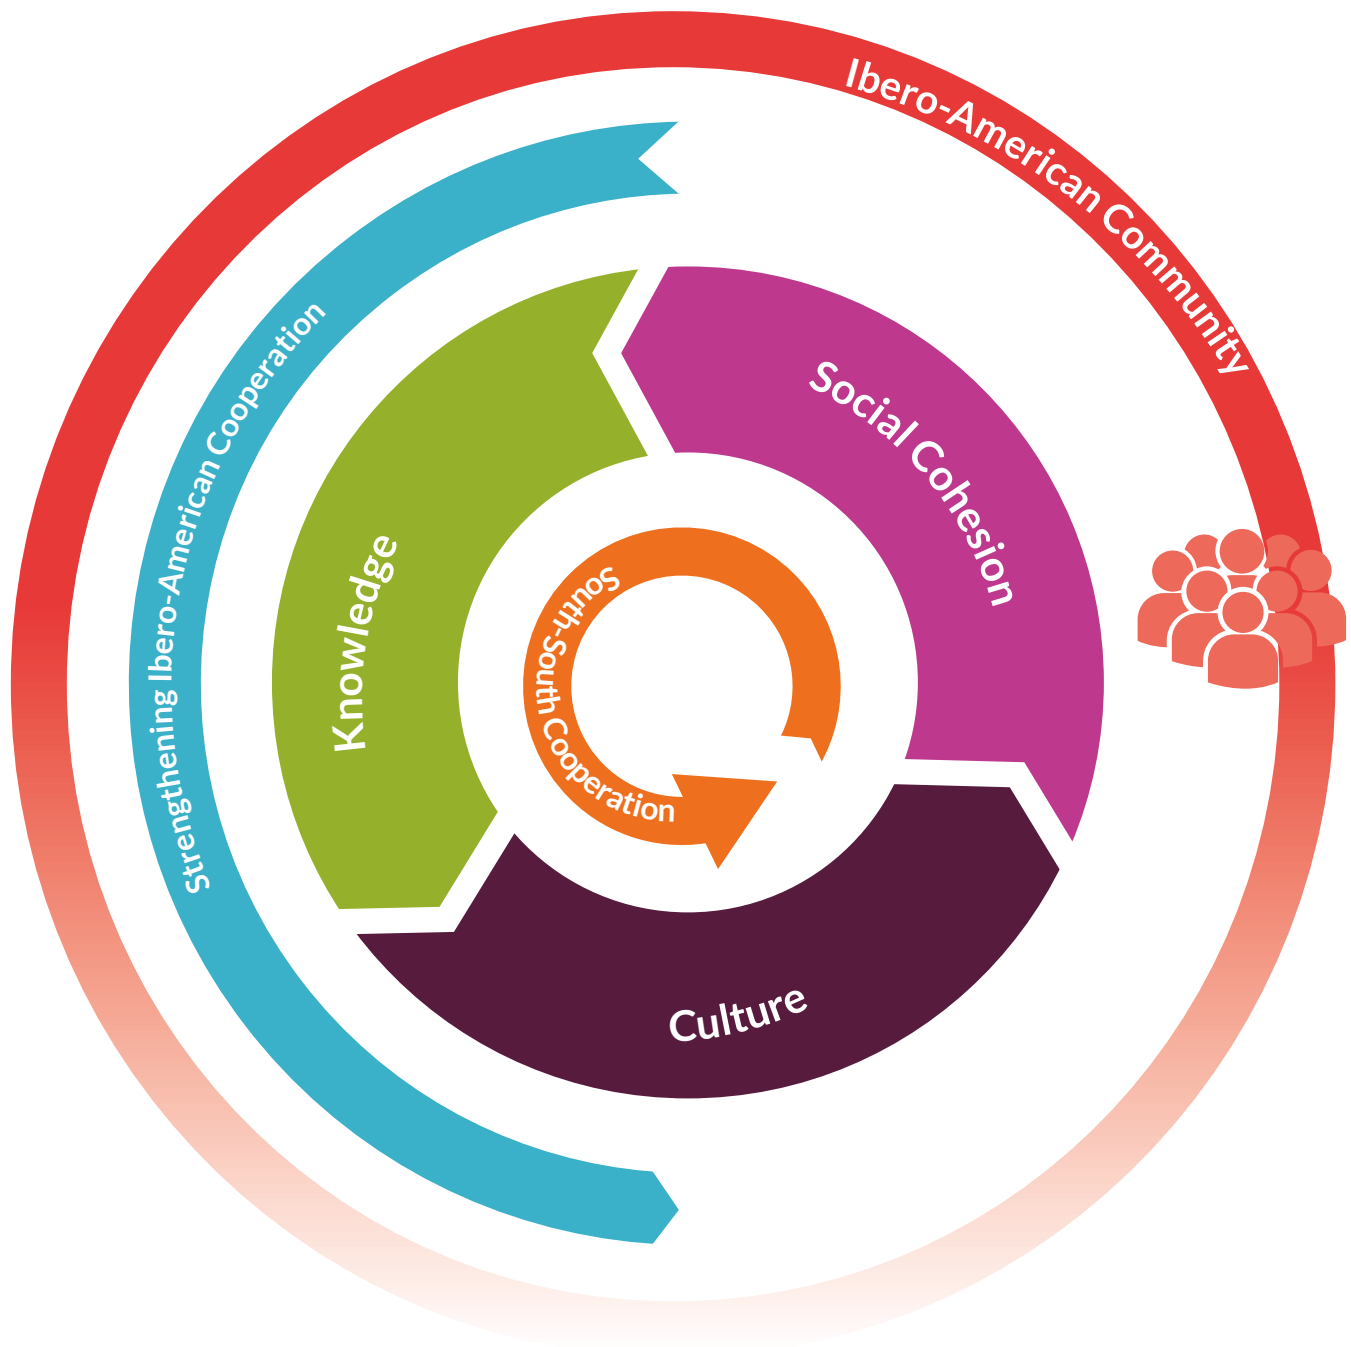 Ibero-American Community
Strengthening Ibero-American Cooperation
Social Cohesion
Knowledge
South-South Cooperation
Culture